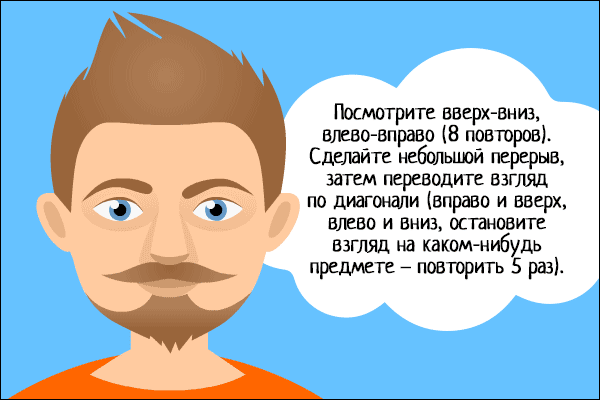 Посмотрите вверх-вниз,
влево-вправо (8 повторов).
Сделайте небольшой перерыв,
затем переводите взгляд
по диагонали (вправо и вверх,
влево и вниз, остановите
взгляд на каком-нибудь
предмете – повторить 5 раз).